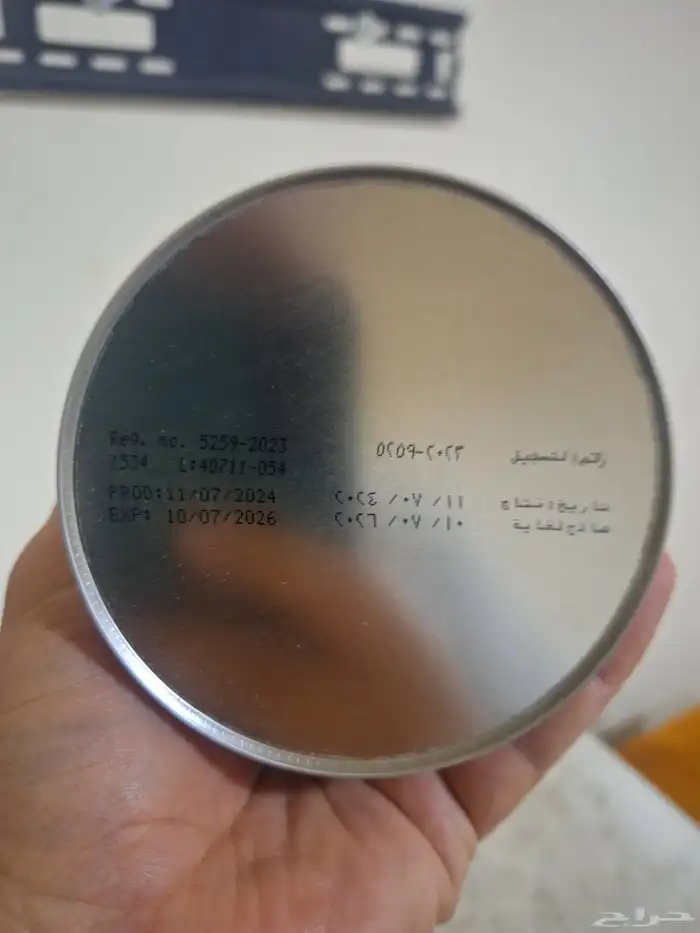 Reg. no. 5259-2023
رقم التسجيل ٥٢٥٩-٢٠٢٣
1534 L:40711-054
PROD:11/07/2024
تاريخ إنتاج ١١/ ٠٧/ ٢٠٢٤
EXP: 10/07/2026
صالح لغاية ١٠/ ٠٧/ ٢٠٢٦
حراج